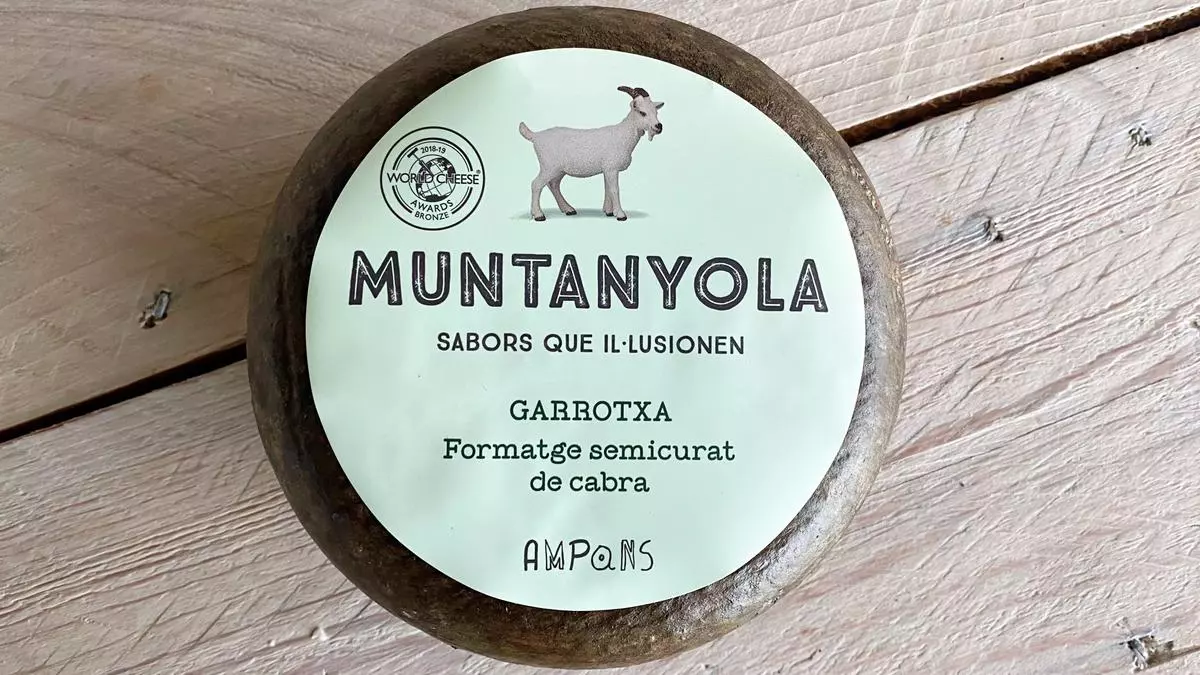 2018-19
WORLD CHEESE®
AWARDS
BRONZE
MUNTANYOLA
SABORS QUE IL·LUSIONEN
GARROTXA
Formatge semicurat
de cabra
AMPaNS